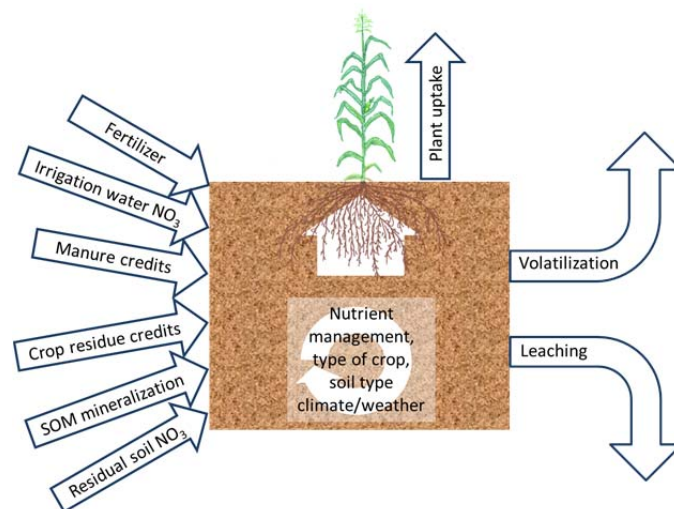 Fertilizer
Irrigation water NO₃
Manure credits
Crop residue credits
SOM mineralization
Residual soil NO₃
Plant uptake
Nutrient
management,
type of crop,
soil type
climate/weather
Volatilization
Leaching